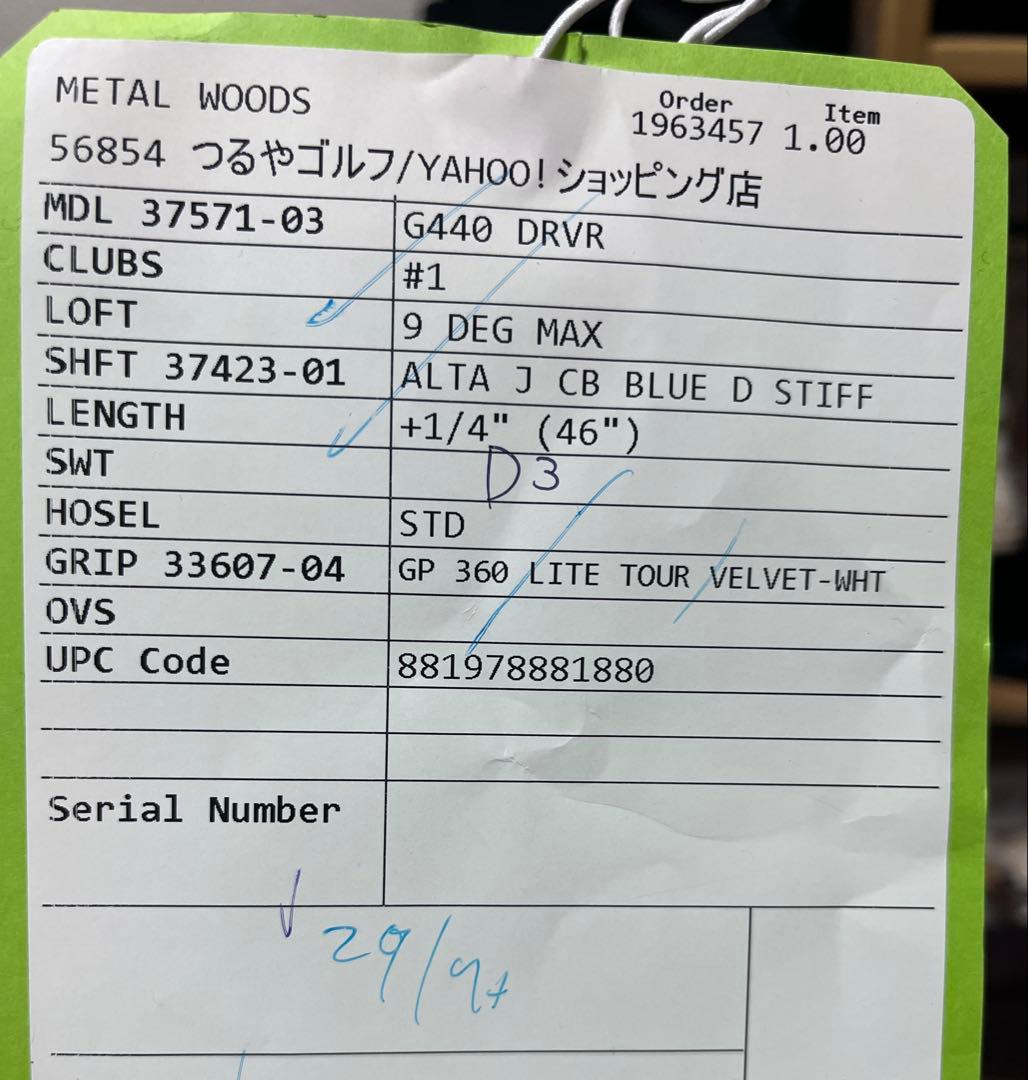 METAL WOODS
Order Item
1963457 1.00
56854 つるやゴルフ/YAHOO!ショッピング店
MDL 37571-03 G440 DRVR
CLUBS #1
LOFT 9 DEG MAX
SHFT 37423-01 ALTA J CB BLUE D STIFF
LENGTH +1/4" (46")
SWT D3
HOSEL STD
GRIP 33607-04 GP 360 LITE TOUR VELVET-WHT
OVS
UPC Code 881978881880
Serial Number
29/9+